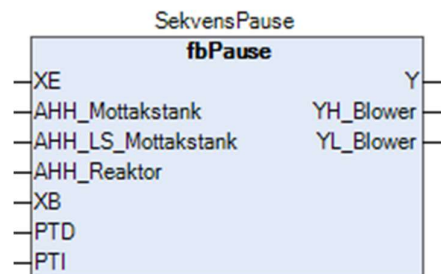 SekvensPause
fbPause
XE Y
AHH_Mottakstank YH_Blower
AHH_LS_Mottakstank YL_Blower
AHH_Reaktor
XB
PTD
PTI